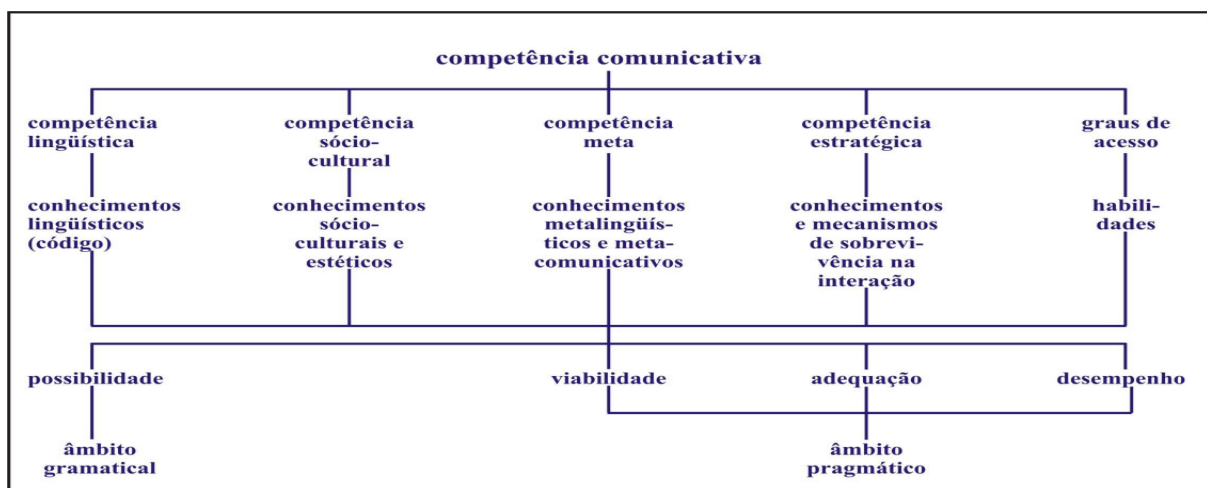 competência comunicativa
competência
lingüística
competência
sócio-
cultural
competência
meta
competência
estratégica
graus de
acesso
conhecimentos
lingüísticos
(código)
conhecimentos
sócio-
culturais e
estéticos
conhecimentos
metalingüís-
ticos e meta-
comunicativos
conhecimentos
e mecanismos
de sobrevi-
vência na
interação
habili-
dades
possibilidade
viabilidade
adequação
desempenho
âmbito
gramatical
âmbito
pragmático